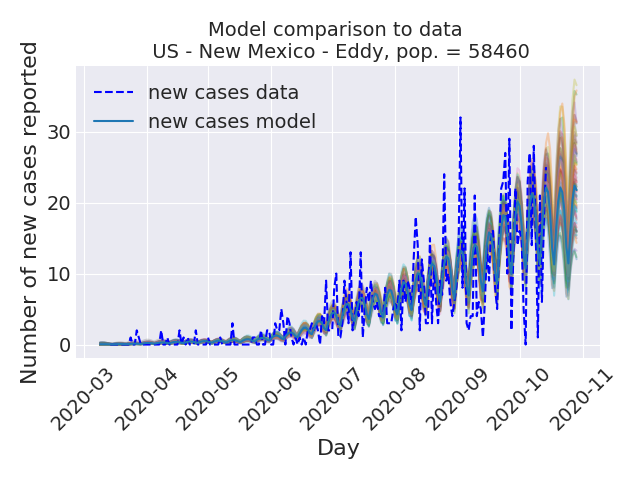 Model comparison to data
US - New Mexico - Eddy, pop. = 58460
Number of new cases reported
new cases data
new cases model
30
20
10
0
2020-03
2020-04
2020-05
2020-06
2020-07
2020-08
2020-09
2020-10
2020-11
Day